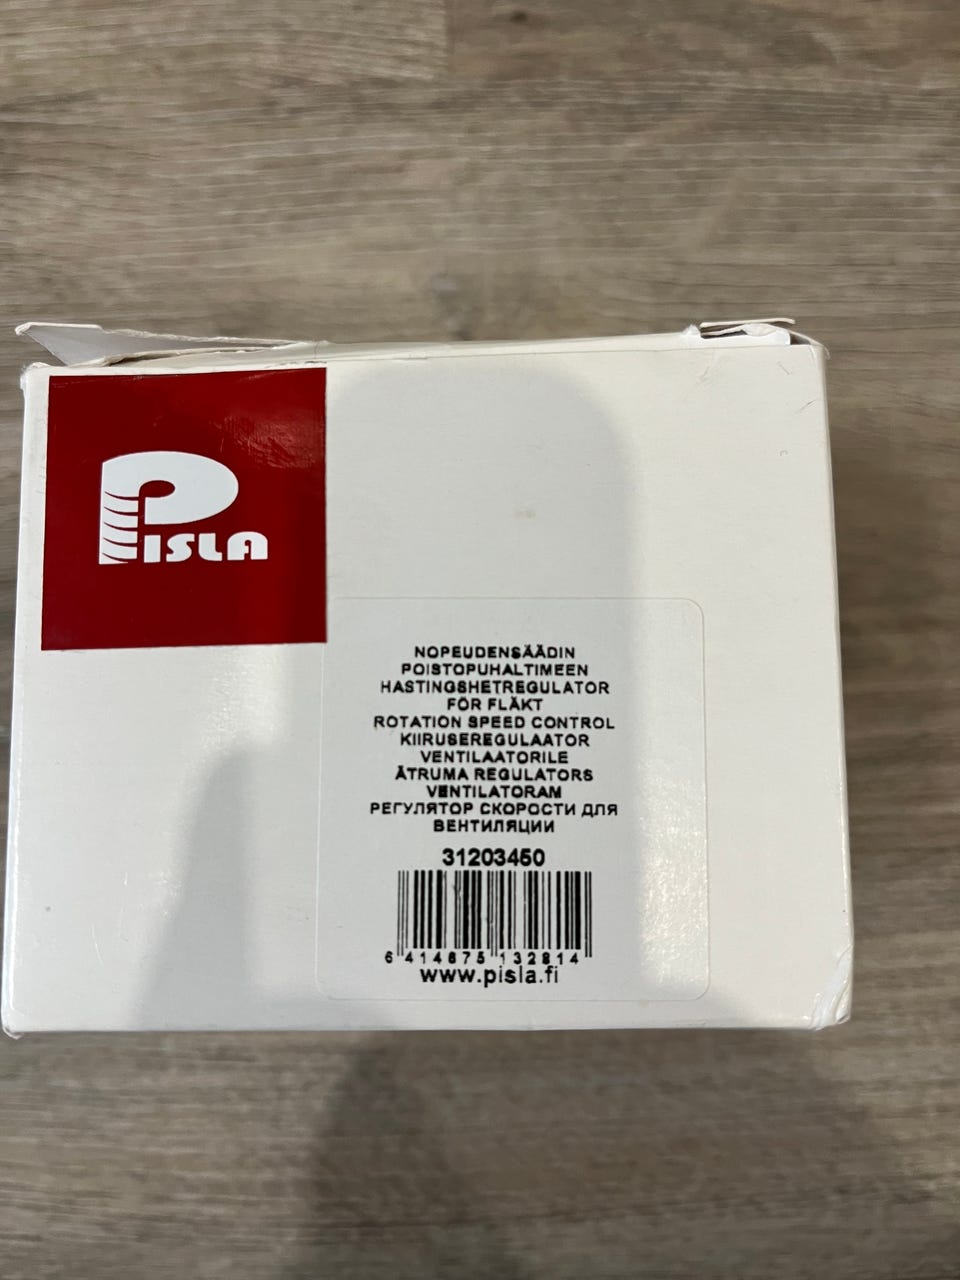 PISLA
NOPEUDENSÄÄDIN
POISTOPUHALTIMEEN
HASTINGSHETREGULATOR
FÖR FLÄKT
ROTATION SPEED CONTROL
KIIRUSEREGULAATOR
VENTILAATORILE
ĀTRUMA REGULATORS
VENTILATORAM
РЕГУЛЯТОР СКОРОСТИ ДЛЯ
ВЕНТИЛЯЦИИ
31203450
6 414675 132814
www.pisla.fi